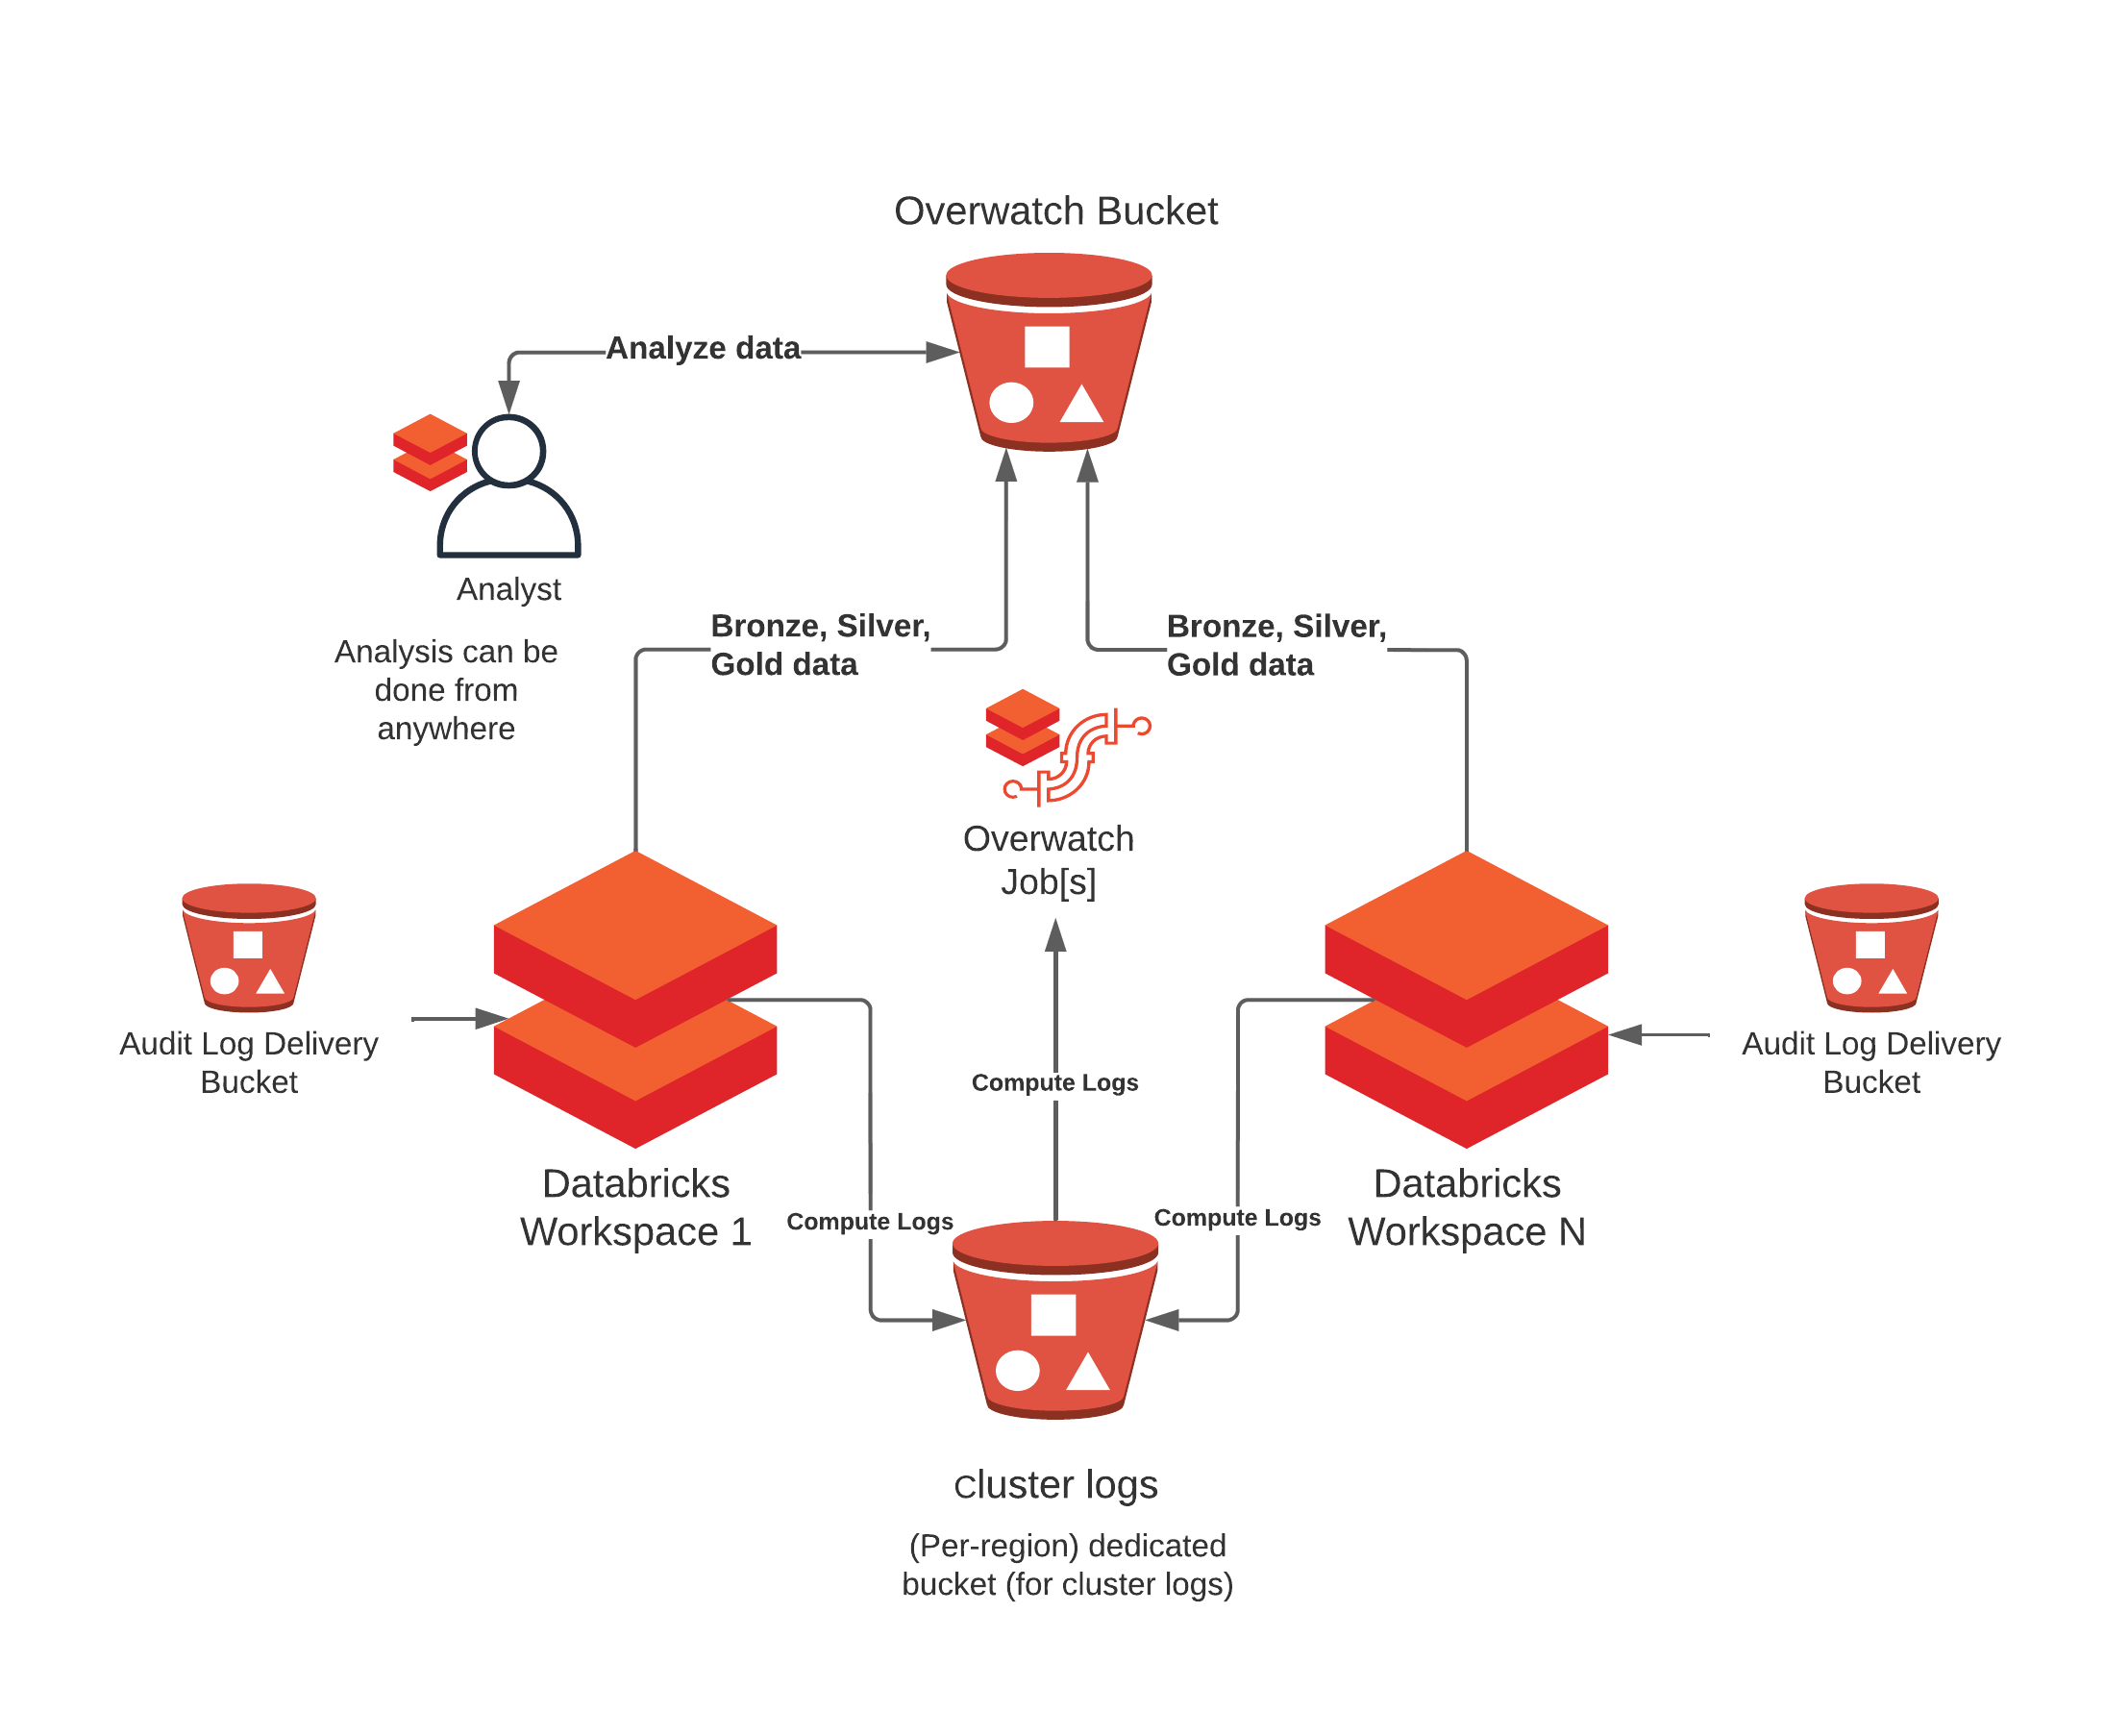 Overwatch Bucket
Analyze data
Analyst
Analysis can be
done from
anywhere
Bronze, Silver,
Gold data
Bronze, Silver,
Gold data
Overwatch
Job[s]
Audit Log Delivery
Bucket
Audit Log Delivery
Bucket
Compute Logs
Databricks
Workspace 1
Databricks
Workspace N
Compute Logs
Compute Logs
Cluster logs
(Per-region) dedicated
bucket (for cluster logs)